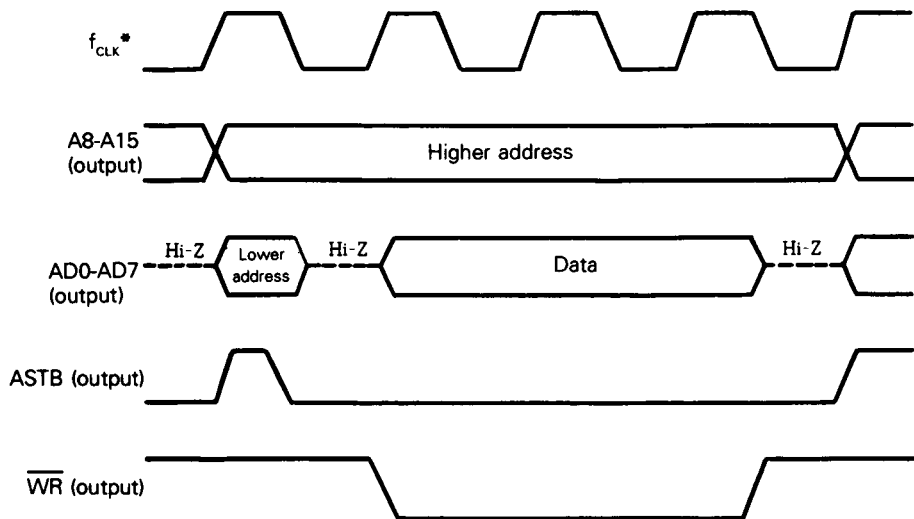 fCLK*
A8-A15
(output)
Higher address
Hi-Z
Lower
address
Hi-Z
Data
Hi-Z
AD0-AD7
(output)
ASTB (output)
WR (output)